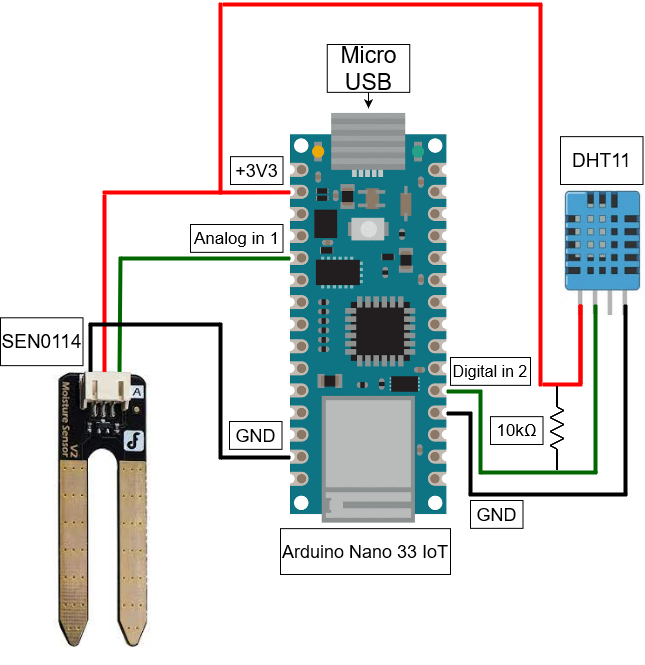 Micro
USB
+3V3
DHT11
Analog in 1
SEN0114
Digital in 2
A
Moisture Sensor
V2
GND
10kΩ
GND
Arduino Nano 33 IoT